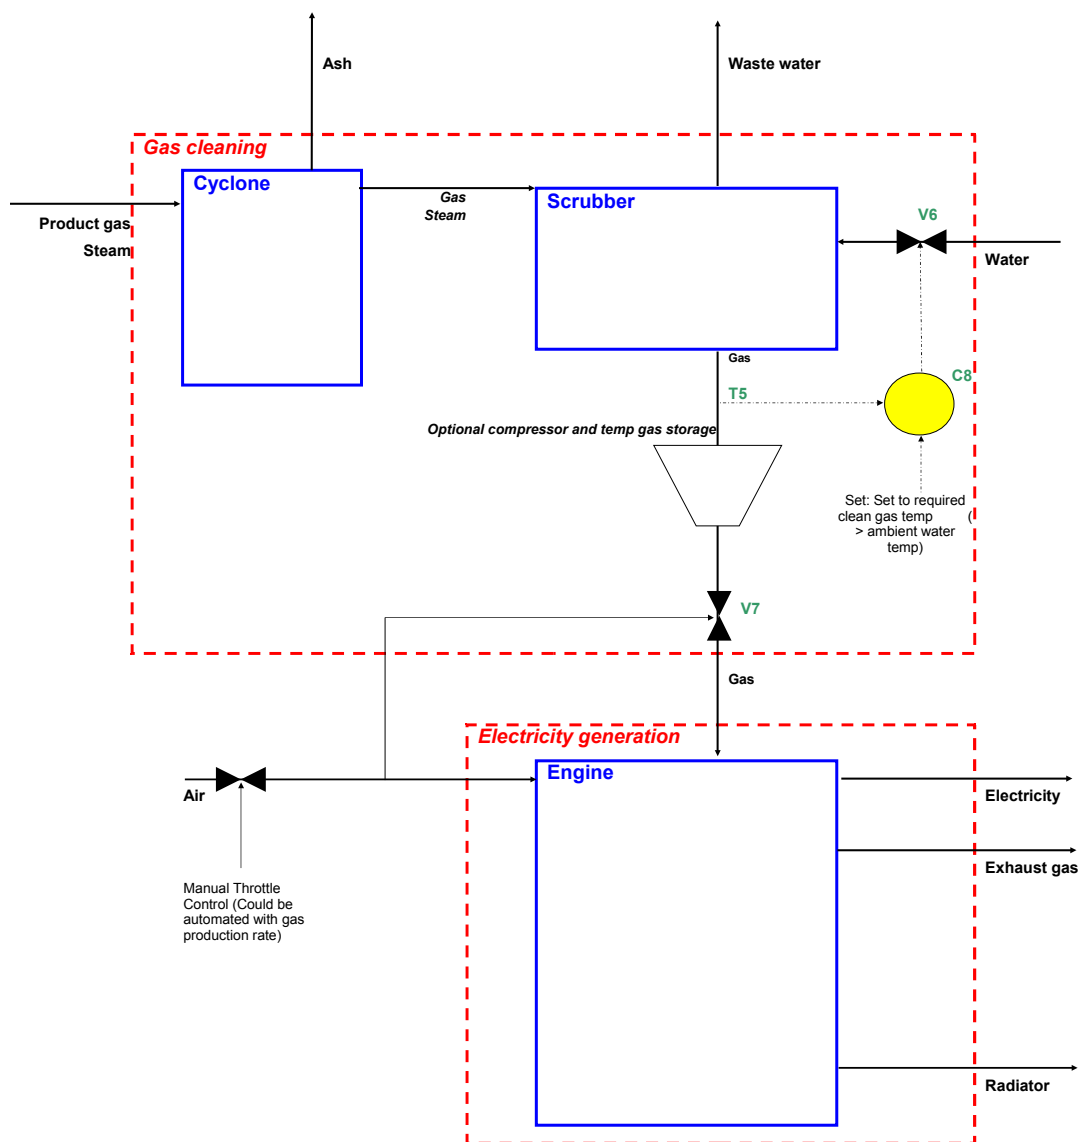 Ash
Waste water
Gas cleaning
Cyclone
Gas
Steam
Scrubber
V6
Product gas
Steam
Water
Gas
C8
T5
Optional compressor and temp gas storage
Set: Set to required
clean gas temp (
> ambient water
temp)
V7
Gas
Electricity generation
Engine
Air
Electricity
Exhaust gas
Manual Throttle
Control (Could be
automated with gas
production rate)
Radiator